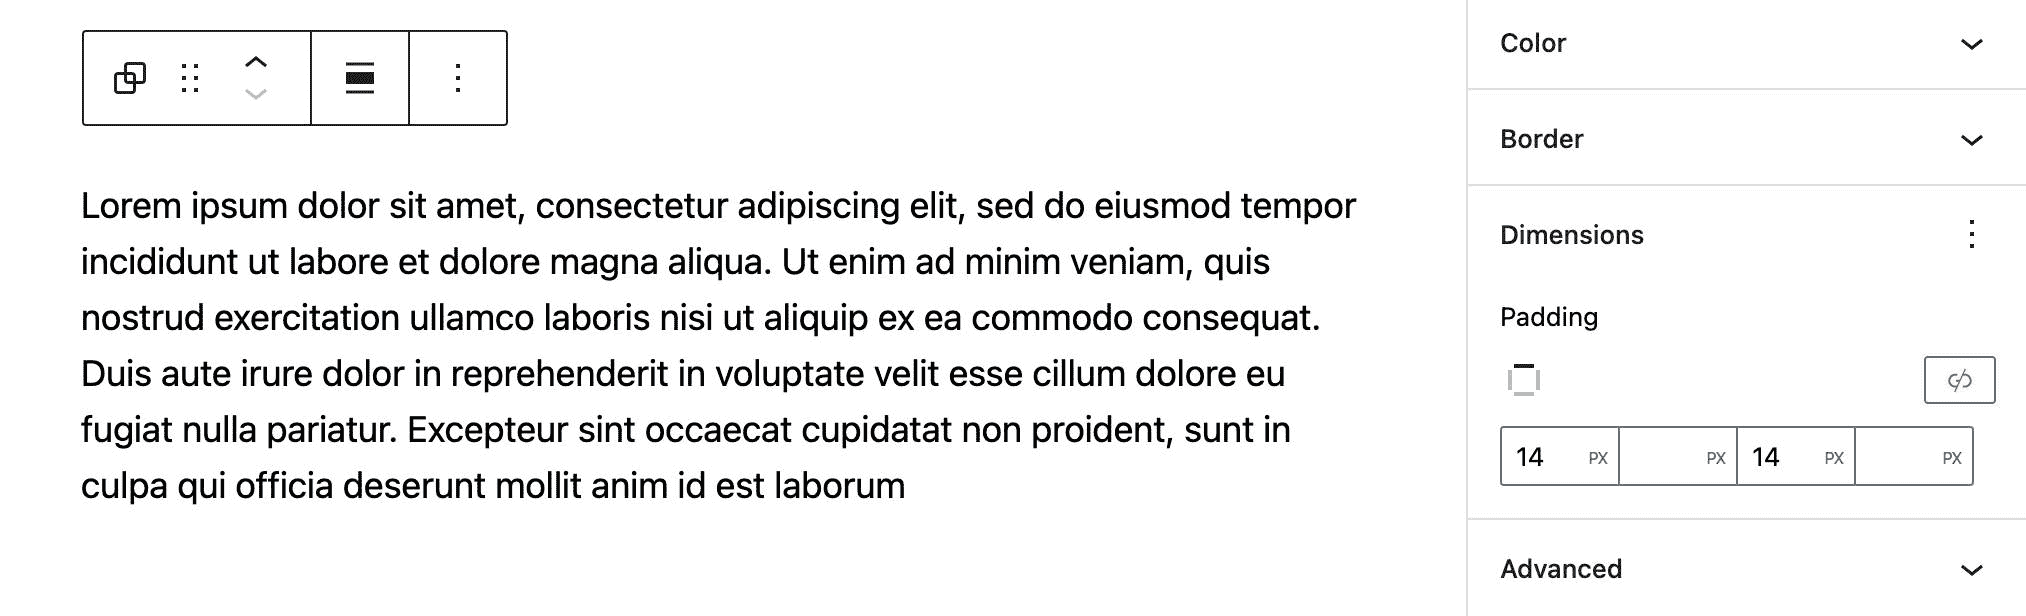 Lorem ipsum dolor sit amet, consectetur adipiscing elit, sed do eiusmod tempor
incididunt ut labore et dolore magna aliqua. Ut enim ad minim veniam, quis
nostrud exercitation ullamco laboris nisi ut aliquip ex ea commodo consequat.
Duis aute irure dolor in reprehenderit in voluptate velit esse cillum dolore eu
fugiat nulla pariatur. Excepteur sint occaecat cupidatat non proident, sunt in
culpa qui officia deserunt mollit anim id est laborum
Color
Border
Dimensions
Padding
14 PX PX 14 PX PX
Advanced